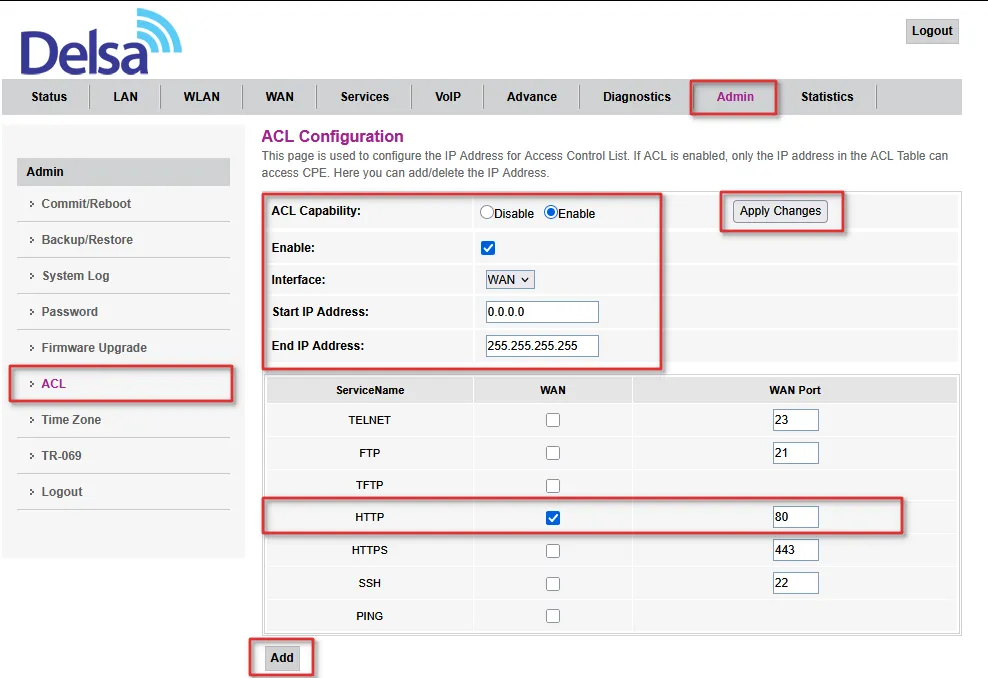 Delsa
Logout
Status LAN WLAN WAN Services VoIP Advance Diagnostics Admin Statistics
Admin
Commit/Reboot
Backup/Restore
System Log
Password
Firmware Upgrade
ACL
Time Zone
TR-069
Logout
ACL Configuration
This page is used to configure the IP Address for Access Control List. If ACL is enabled, only the IP address in the ACL Table can
access CPE. Here you can add/delete the IP Address.
ACL Capability: Disable Enable Apply Changes
Enable:
Interface: WAN
Start IP Address: 0.0.0.0
End IP Address: 255.255.255.255
ServiceName WAN WAN Port
TELNET 23
FTP 21
TFTP
HTTP 80
HTTPS 443
SSH 22
PING
Add